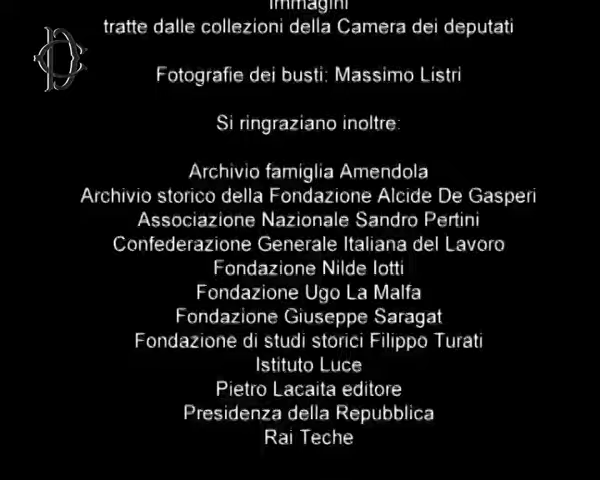 Immagini
tratte dalle collezioni della Camera dei deputati
Fotografie dei busti: Massimo Listri
Si ringraziano inoltre:
Archivio famiglia Amendola
Archivio storico della Fondazione Alcide De Gasperi
Associazione Nazionale Sandro Pertini
Confederazione Generale Italiana del Lavoro
Fondazione Nilde Iotti
Fondazione Ugo La Malfa
Fondazione Giuseppe Saragat
Fondazione di studi storici Filippo Turati
Istituto Luce
Pietro Lacaita editore
Presidenza della Repubblica
Rai Teche